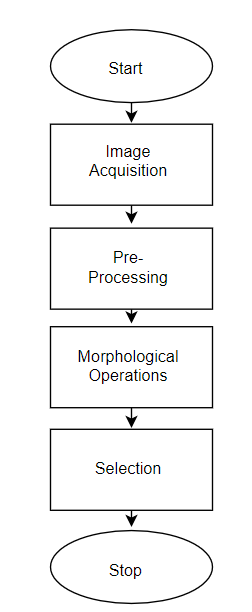 Start
Image
Acquisition
Pre-
Processing
Morphological
Operations
Selection
Stop